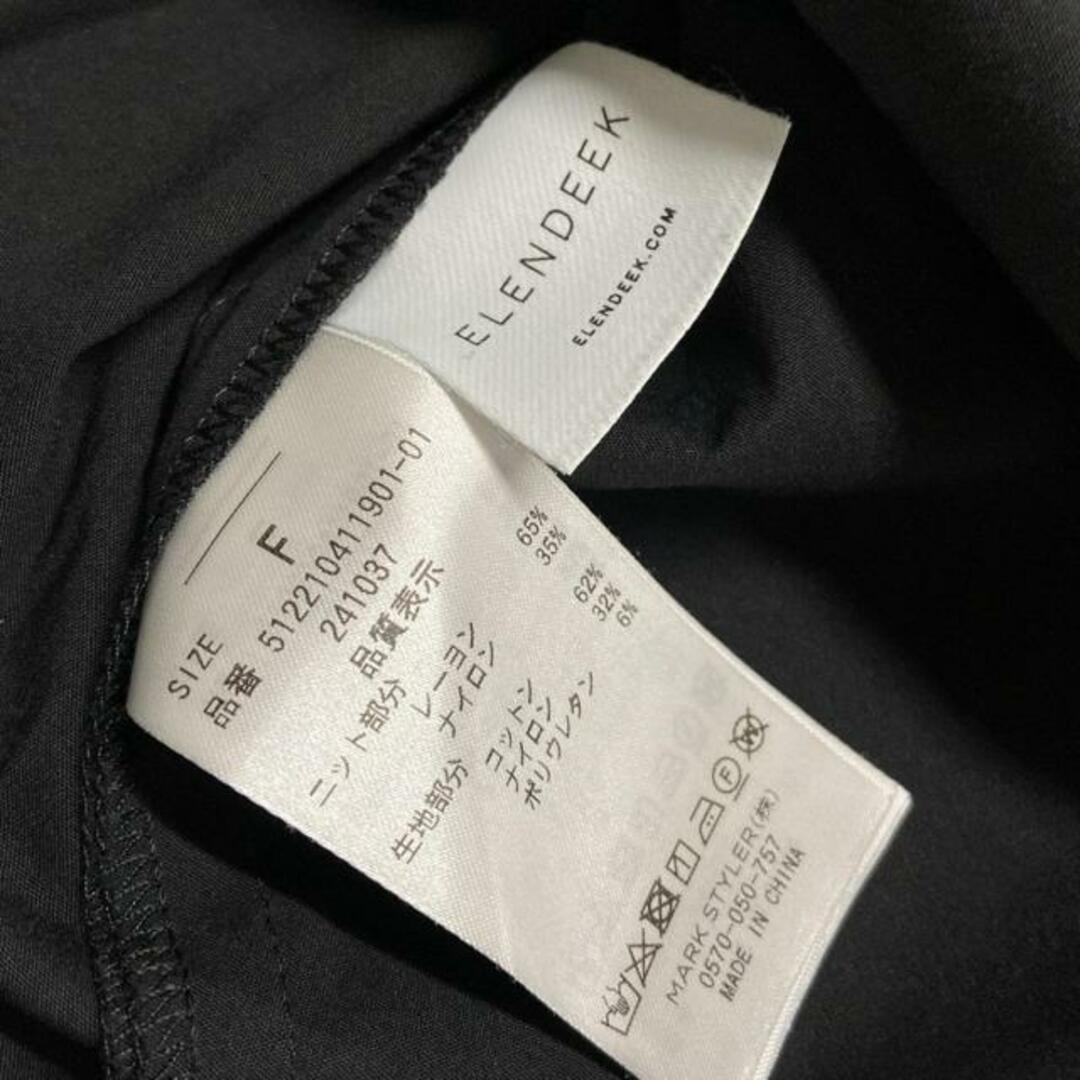 ELENDEEK
ELENDEEK.COM
SIZE F
品番 512210411901-01
241037
品質表示
ニット部分 レーヨン 65%
ナイロン 35%
生地部分 コットン 62%
ナイロン 32%
ポリウレタン 6%
F W
MARK STYLER(株)
0570-050-757
MADE IN CHINA